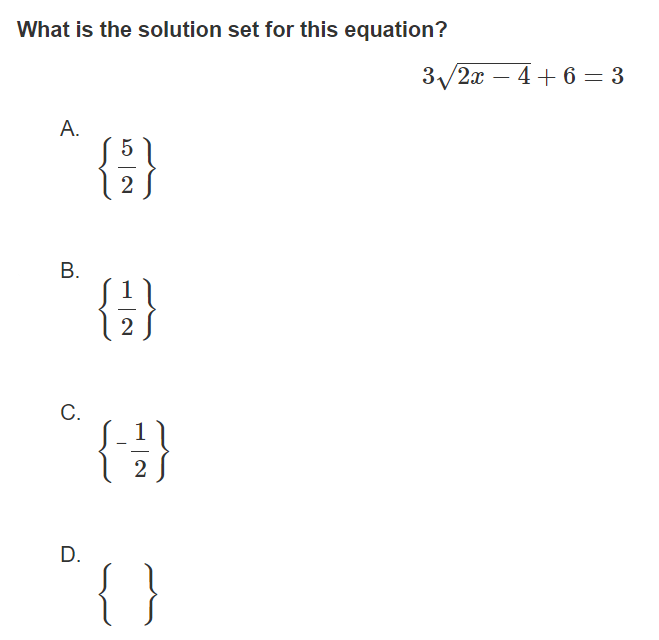 What is the solution set for this equation?
3√(2x − 4) + 6 = 3
A.
{5/2}
B.
{1/2}
C.
{-1/2}
D.
{ }